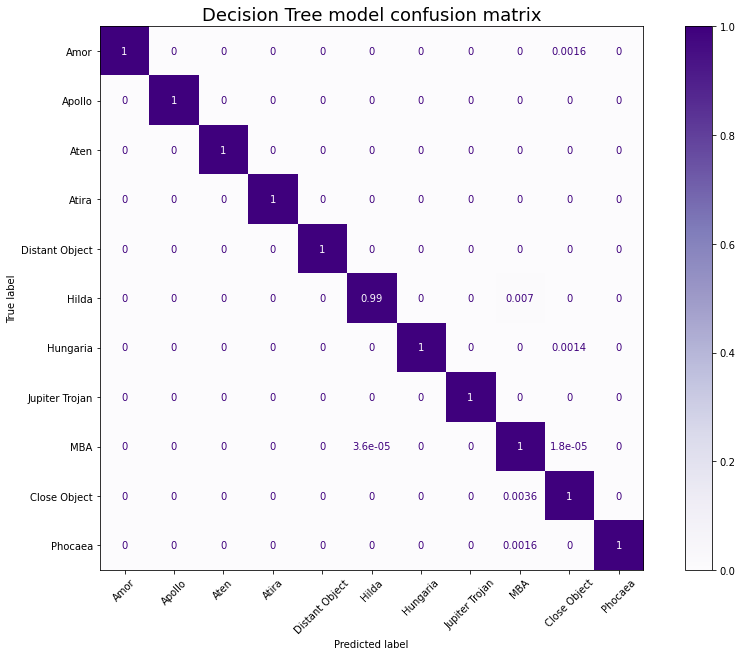 Decision Tree model confusion matrix
True label
Amor 1 0 0 0 0 0 0 0 0 0.0016 0
Apollo 0 1 0 0 0 0 0 0 0 0 0
Aten 0 0 1 0 0 0 0 0 0 0 0
Atira 0 0 0 1 0 0 0 0 0 0 0
Distant Object 0 0 0 0 1 0 0 0 0 0 0
Hilda 0 0 0 0 0 0.99 0 0 0.007 0 0
Hungaria 0 0 0 0 0 0 1 0 0 0.0014 0
Jupiter Trojan 0 0 0 0 0 0 0 1 0 0 0
MBA 0 0 0 0 0 3.6e-05 0 0 1 1.8e-05 0
Close Object 0 0 0 0 0 0 0 0 0.0036 1 0
Phocaea 0 0 0 0 0 0 0 0 0.0016 0 1
Amor Apollo Aten Atira Distant Object Hilda Hungaria Jupiter Trojan MBA Close Object Phocaea
Predicted label
1.0
0.8
0.6
0.4
0.2
0.0